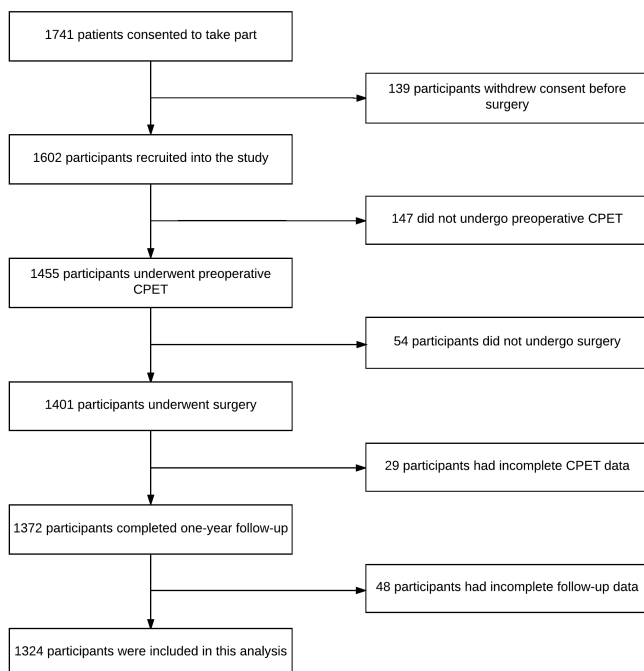 1741 patients consented to take part
139 participants withdrew consent before
surgery
1602 participants recruited into the study
147 did not undergo preoperative CPET
1455 participants underwent preoperative
CPET
54 participants did not undergo surgery
1401 participants underwent surgery
29 participants had incomplete CPET data
1372 participants completed one-year follow-up
48 participants had incomplete follow-up data
1324 participants were included in this analysis